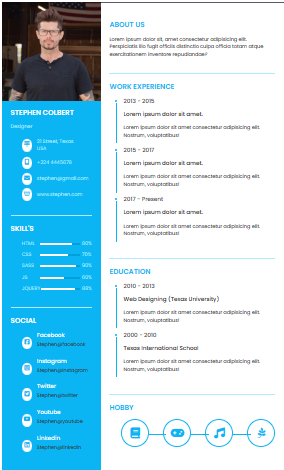 STEPHEN COLBERT
Designer
21 Street, Texas
USA
+324 4445678
stephen@gmail.com
www.stephen.com
SKILL'S
HTML 80%
CSS 70%
SASS 90%
JS 60%
JQUERY 88%
SOCIAL
Facebook
Stephen@facebook
Instagram
Stephen@instagram
Twitter
Stephen@twitter
Youtube
Stephen@youtube
Linkedin
Stephen@linkedin
ABOUT US
Lorem ipsum dolor sit, amet consectetur adipisicing elit.
Perspiciatis illo fugit officiis distinctio culpa officia totam atque
exercitationem inventore repudiandae?
WORK EXPERIENCE
2013 - 2015
Lorem ipsum dolor sit amet.
Lorem ipsum dolor sit amet consectetur adipisicing elit.
Nostrum, voluptatibus!
2015 - 2017
Lorem ipsum dolor sit amet.
Lorem ipsum dolor sit amet consectetur adipisicing elit.
Nostrum, voluptatibus!
2017 - Present
Lorem ipsum dolor sit amet.
Lorem ipsum dolor sit amet consectetur adipisicing elit.
Nostrum, voluptatibus!
EDUCATION
2010 - 2013
Web Designing (Texas University)
Lorem ipsum dolor sit amet consectetur adipisicing elit.
Nostrum, voluptatibus!
2000 - 2010
Texas International School
Lorem ipsum dolor sit amet consectetur adipisicing elit.
Nostrum, voluptatibus!
HOBBY